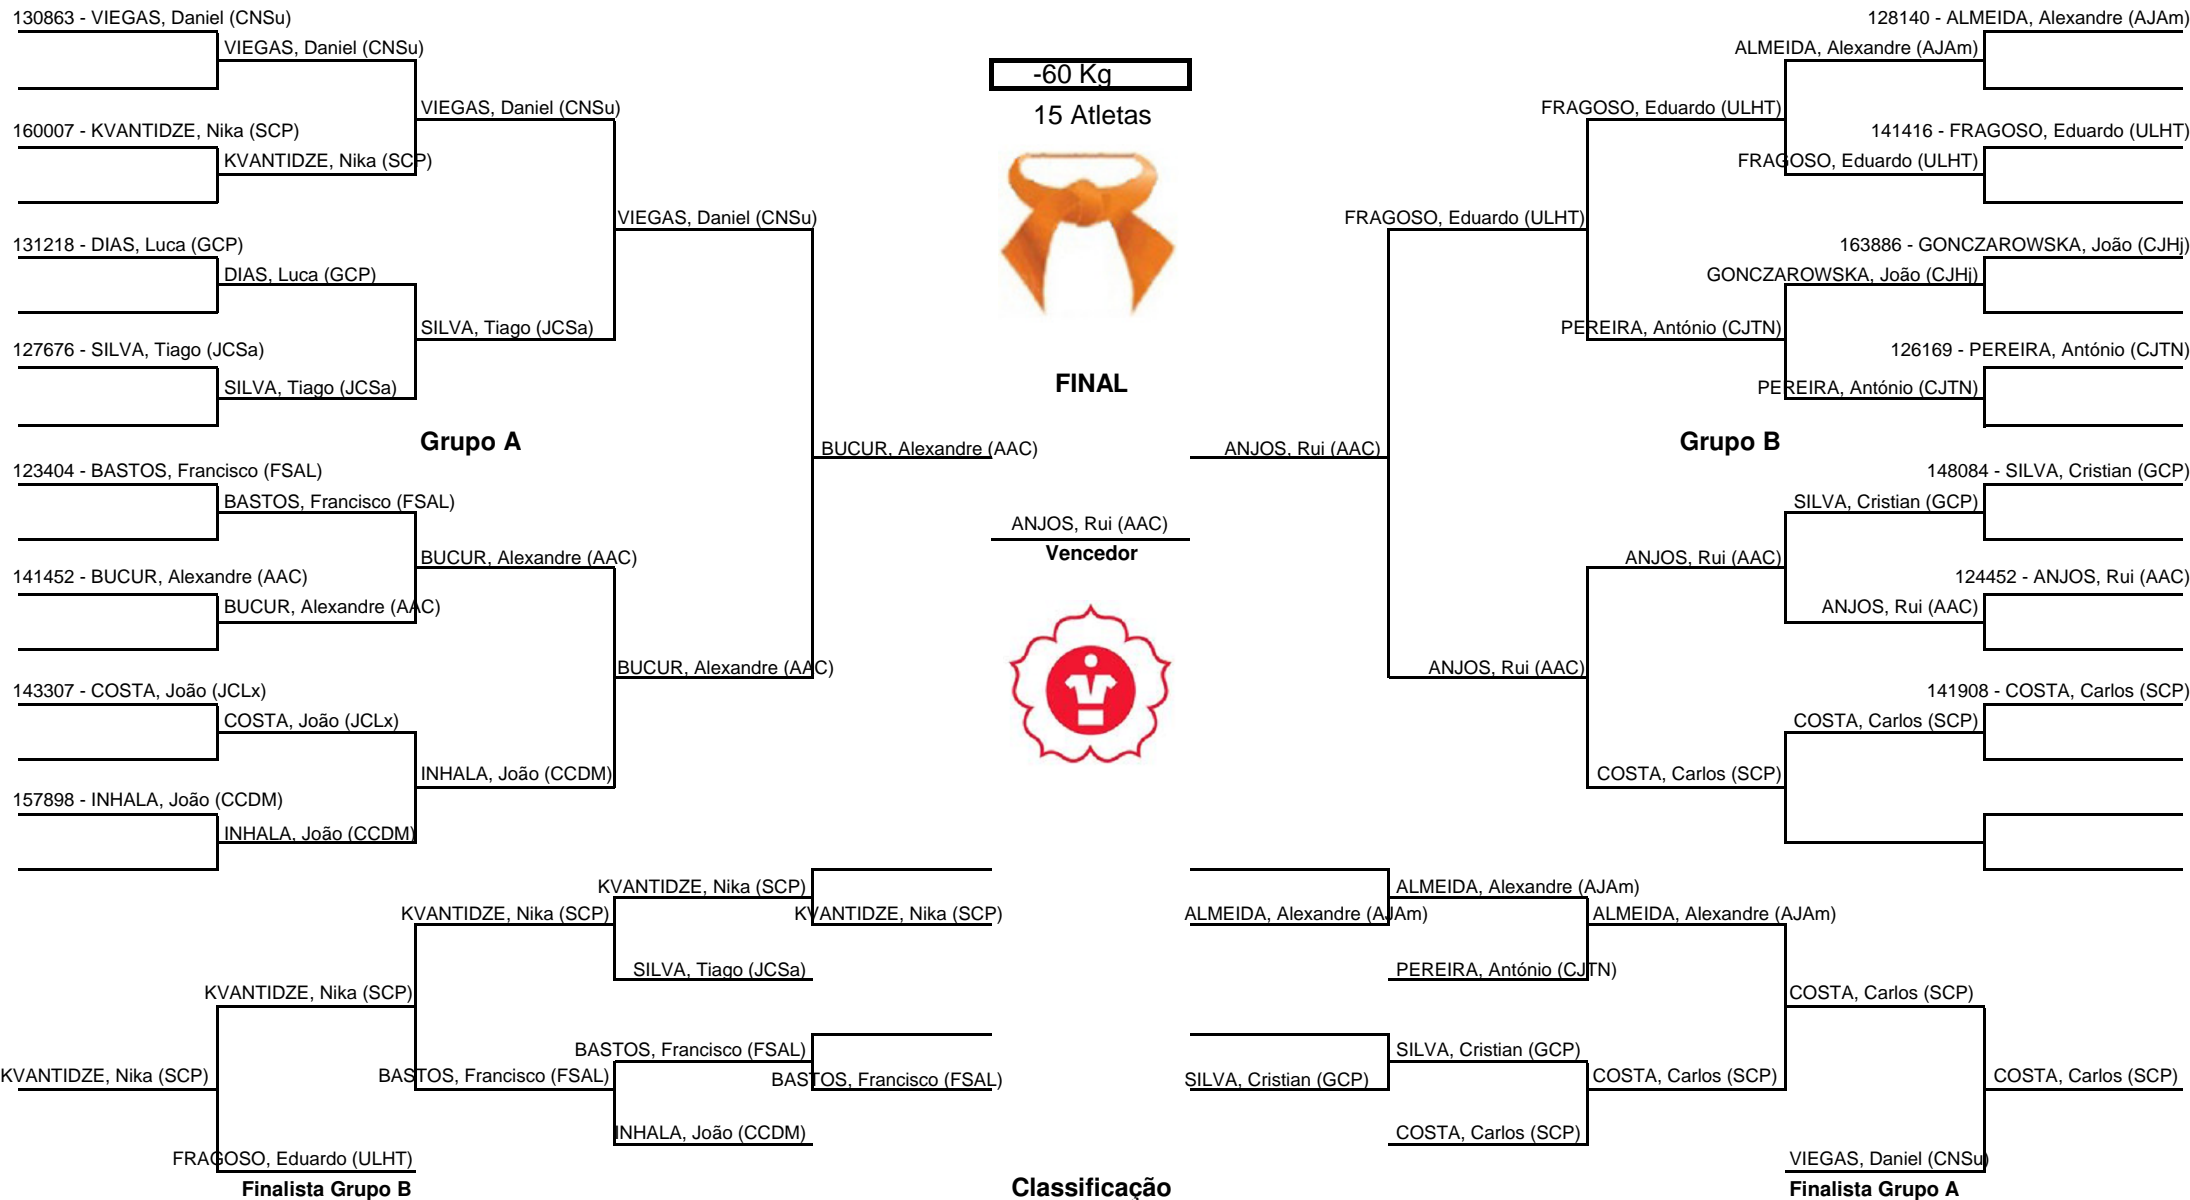 130863 - VIEGAS, Daniel (CNSu)
128140 - ALMEIDA, Alexandre (AJAm)
VIEGAS, Daniel (CNSu)
ALMEIDA, Alexandre (AJAm)
-60 Kg
15 Atletas
VIEGAS, Daniel (CNSu)
FRAGOSO, Eduardo (ULHT)
160007 - KVANTIDZE, Nika (SCP)
141416 - FRAGOSO, Eduardo (ULHT)
KVANTIDZE, Nika (SCP)
FRAGOSO, Eduardo (ULHT)
VIEGAS, Daniel (CNSu)
FRAGOSO, Eduardo (ULHT)
131218 - DIAS, Luca (GCP)
163886 - GONCZAROWSKA, João (CJHj)
DIAS, Luca (GCP)
GONCZAROWSKA, João (CJHj)
SILVA, Tiago (JCSa)
PEREIRA, António (CJTN)
127676 - SILVA, Tiago (JCSa)
126169 - PEREIRA, António (CJTN)
SILVA, Tiago (JCSa)
FINAL
PEREIRA, António (CJTN)
Grupo A
Grupo B
BUCUR, Alexandre (AAC)
ANJOS, Rui (AAC)
123404 - BASTOS, Francisco (FSAL)
148084 - SILVA, Cristian (GCP)
BASTOS, Francisco (FSAL)
SILVA, Cristian (GCP)
ANJOS, Rui (AAC)
Vencedor
BUCUR, Alexandre (AAC)
ANJOS, Rui (AAC)
141452 - BUCUR, Alexandre (AAC)
124452 - ANJOS, Rui (AAC)
BUCUR, Alexandre (AAC)
ANJOS, Rui (AAC)
BUCUR, Alexandre (AAC)
ANJOS, Rui (AAC)
143307 - COSTA, João (JCLx)
141908 - COSTA, Carlos (SCP)
COSTA, João (JCLx)
COSTA, Carlos (SCP)
INHALA, João (CCDM)
COSTA, Carlos (SCP)
157898 - INHALA, João (CCDM)
INHALA, João (CCDM)
KVANTIDZE, Nika (SCP)
ALMEIDA, Alexandre (AJAm)
KVANTIDZE, Nika (SCP)
KVANTIDZE, Nika (SCP)
ALMEIDA, Alexandre (AJAm)
ALMEIDA, Alexandre (AJAm)
SILVA, Tiago (JCSa)
PEREIRA, António (CJTN)
KVANTIDZE, Nika (SCP)
COSTA, Carlos (SCP)
BASTOS, Francisco (FSAL)
SILVA, Cristian (GCP)
KVANTIDZE, Nika (SCP)
BASTOS, Francisco (FSAL)
BASTOS, Francisco (FSAL)
SILVA, Cristian (GCP)
COSTA, Carlos (SCP)
COSTA, Carlos (SCP)
INHALA, João (CCDM)
COSTA, Carlos (SCP)
FRAGOSO, Eduardo (ULHT)
VIEGAS, Daniel (CNSu)
Finalista Grupo B
Classificação
Finalista Grupo A